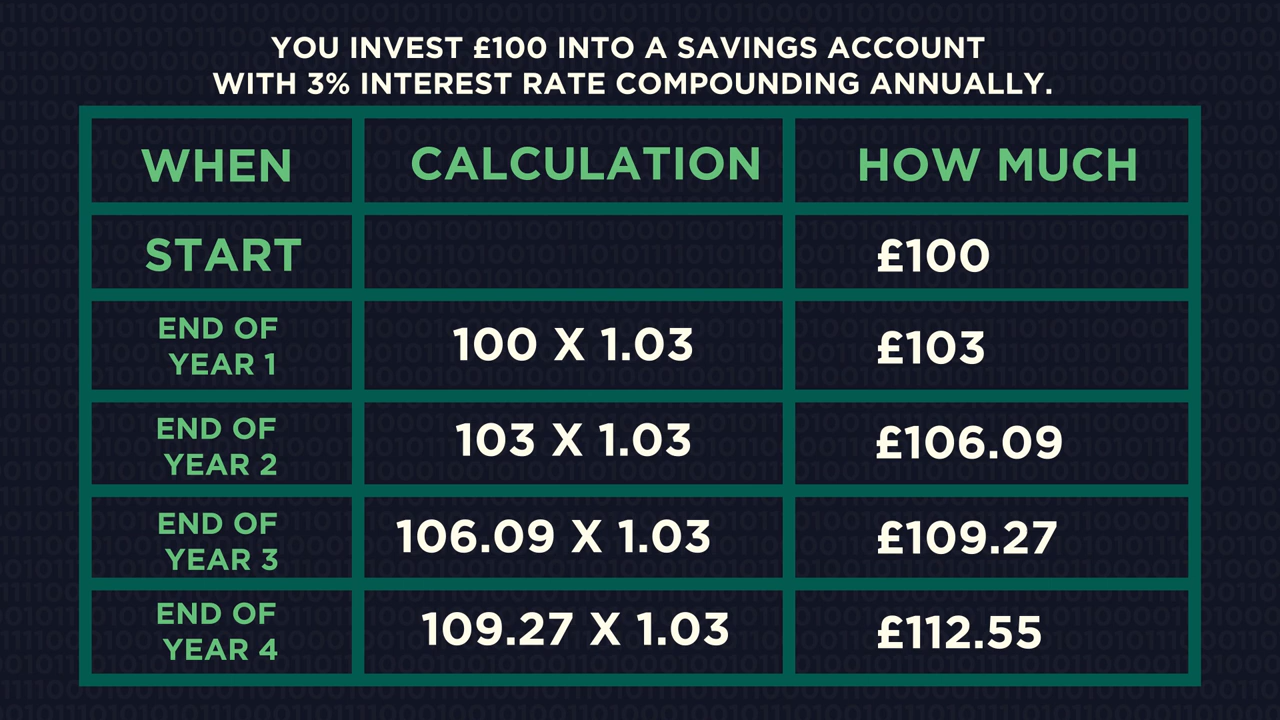 YOU INVEST £100 INTO A SAVINGS ACCOUNT
WITH 3% INTEREST RATE COMPOUNDING ANNUALLY.
WHEN CALCULATION HOW MUCH
START £100
END OF
YEAR 1
100 X 1.03
£103
END OF
YEAR 2
103 X 1.03
£106.09
END OF
YEAR 3
106.09 X 1.03
£109.27
END OF
YEAR 4
109.27 X 1.03
£112.55